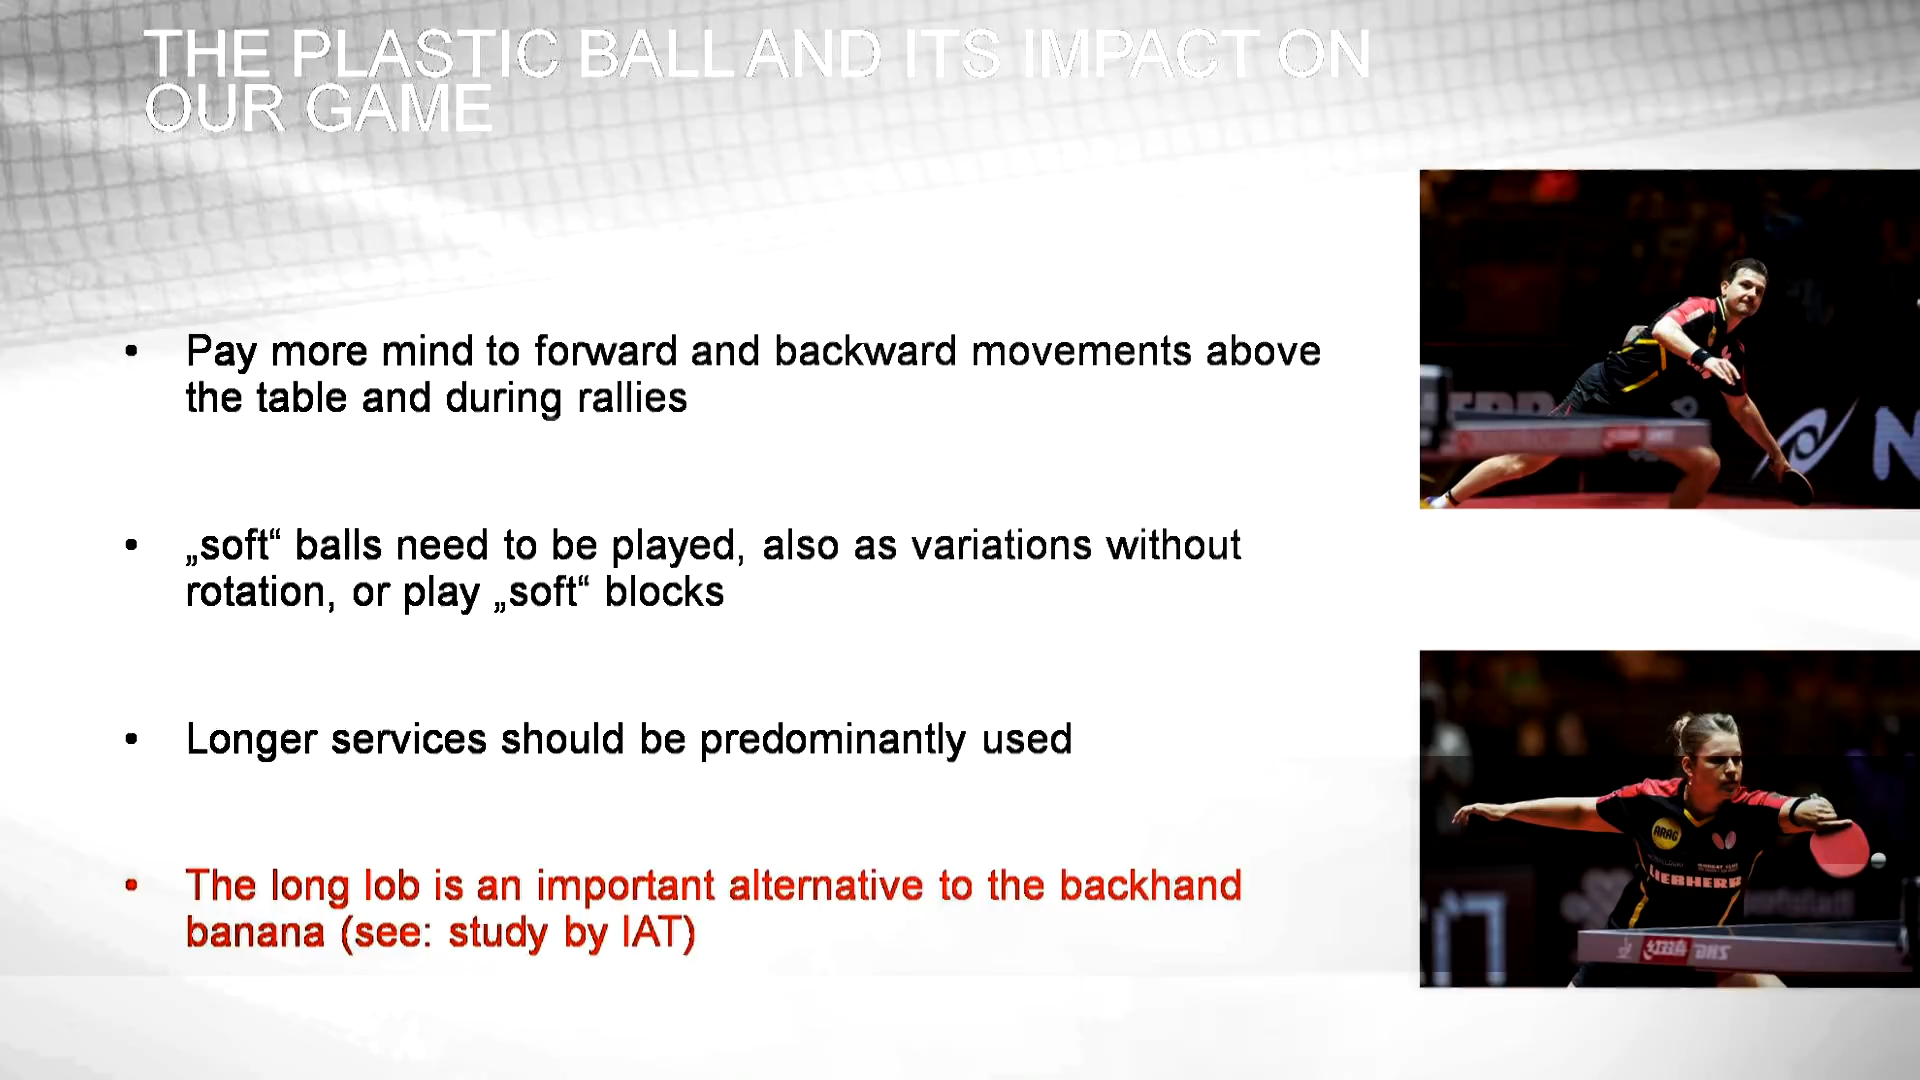 THE PLASTIC BALL AND ITS IMPACT ON
OUR GAME
• Pay more mind to forward and backward movements above
the table and during rallies
• „soft“ balls need to be played, also as variations without
rotation, or play „soft“ blocks
• Longer services should be predominantly used
• The long lob is an important alternative to the backhand
banana (see: study by IAT)
N
ARAG
LIEBHERR
DHS